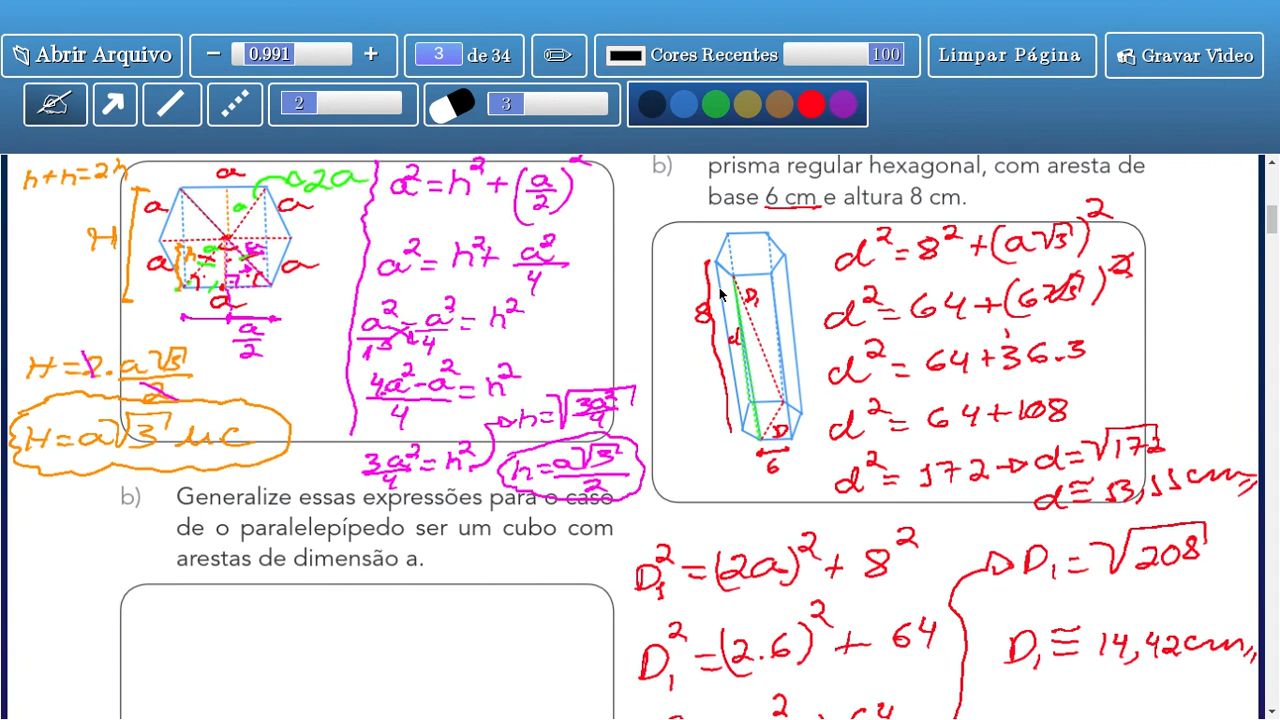 Abrir Arquivo
− 0.991 +
3 de 34
Cores Recentes 100
Limpar Página
Gravar Video
2
3
h+h=2h
a
2a
a
a
a
a
a
a
H
a
a/2
H=2.a√3/2
H=a√3 uc
a²=h²+(a/2)²
a²=h²+a²/4
a²/1-a²/4=h²
4a²-a²/4=h²
3a²/4=h²
h=√3a²/4
h=a√3/2
b) Generalize essas expressões para o caso
de o paralelepípedo ser um cubo com
arestas de dimensão a.
b) prisma regular hexagonal, com aresta de
base 6 cm e altura 8 cm.
8
D₁
d
D
6
d²=8²+(a√3)²
d²=64+(6√3)²
d²=64+36.3
d²=64+108
d²=172→d=√172
d≅13,11cm,,
D₁²=(2a)²+8²
D₁²=(2.6)²+64
D₁=√208
D₁≅14,42cm,,